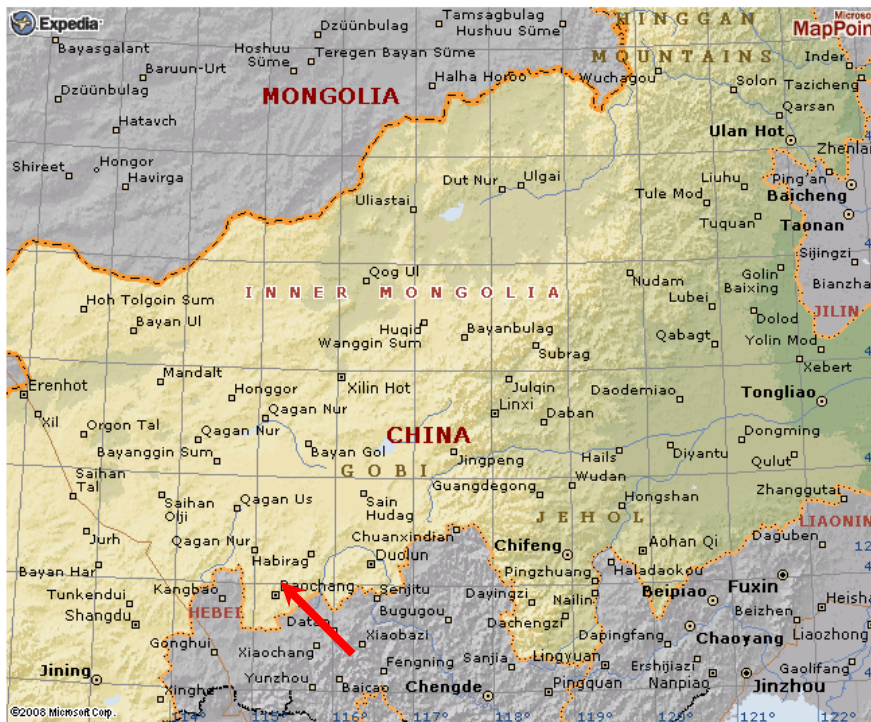 Expedia
Microsoft
MapPoin
Tamsagbulag
Dzüünbulag
Hushuu Süme
HINGGAN
MOUNTAINS
Bayasgalant
Hoshuu
Süme
Teregen Bayan Süme
Inder
Baruun-Urt
Halha Horoo
Wuchagou
Solon
Tazicheng
Dzüünbulag
MONGOLIA
Qarsan
Hatavch
Ulan Hot
Zhenlai
Shireet
Hongor
Havirga
Dut Nur
Ulgai
Liuhu
Ping'an
Uliastai
Tule Mod
Baicheng
Tuquan
Taonan
Sijingzi
Qog Ul
Nudam
Golin
Baixing
INNER MONGOLIA
Lubei
Bianzha
Hoh Tolgoin Sum
Dolod
JILIN
Bayan Ul
Huqid
Wanggin Sum
Bayanbulag
Subrag
Qabagt
Yolin Mod
Xebert
Erenhot
Mandalt
Honggor
Xilin Hot
Julqin
Daodemiao
Tongliao
Xil
Qagan Nur
Linxi
Daban
Orgon Tal
Qagan Nur
CHINA
Dongming
Bayanggin Sum
Bayan Gol
Jingpeng
Hails
Diyantu
Qulut
GOBI
Saihan
Tal
Guangdegong
Wudan
Saihan
Olji
Qagan Us
Sain
Hudag
Hongshan
Zhanggutai
JEHOL
LIAONIN
Jurh
Qagan Nur
Chuanxindian
Chifeng
Aohan Qi
Daguben
12
Habirag
Duolun
Haladaokou
Bayan Har
Pingzhuang
Fuxin
Kangbao
Baochang
Senjitu
Beipiao
Tunkendui
HEBEI
Dayingzi
Nailin
Heisha
Shangdu
Bugugou
Beizhen
Datan
Dachengzi
Chaoyang
Liaozhong
Gonghui
Xiaobazi
Dapingfang
Xiaochang
Sanjia
Lingyuan
Jining
Fengning
Ershijiazi
Gaolifang
Yunzhou
Nanpiao
Xinghe
Baicao
Chengde
Pingquan
Jinzhou
©2008 Microsoft Corp.
114°
115°
116°
117°
118°
119°
120°
121°
122°